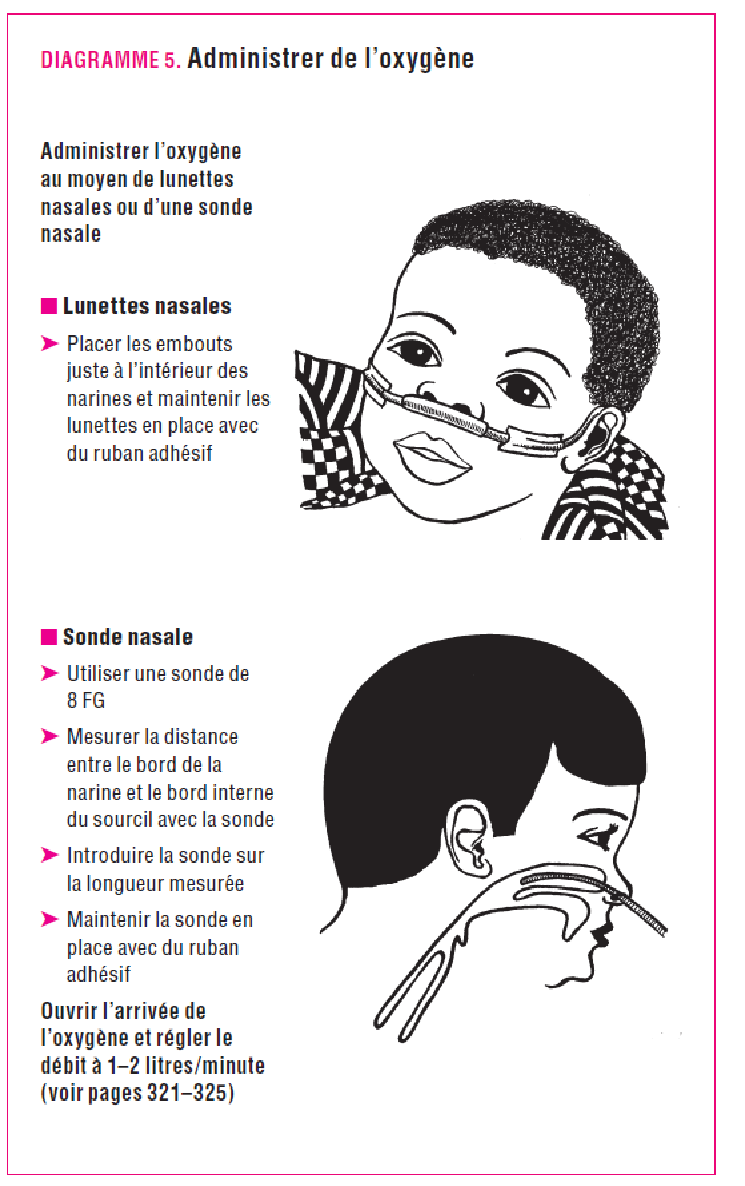 DIAGRAMME 5. Administrer de l’oxygène
Administrer l’oxygène
au moyen de lunettes
nasales ou d’une sonde
nasale
■ Lunettes nasales
➤ Placer les embouts
juste à l’intérieur des
narines et maintenir les
lunettes en place avec
du ruban adhésif
■ Sonde nasale
➤ Utiliser une sonde de
8 FG
➤ Mesurer la distance
entre le bord de la
narine et le bord interne
du sourcil avec la sonde
➤ Introduire la sonde sur
la longueur mesurée
➤ Maintenir la sonde en
place avec du ruban
adhésif
Ouvrir l’arrivée de
l’oxygène et régler le
débit à 1–2 litres/minute
(voir pages 321–325)